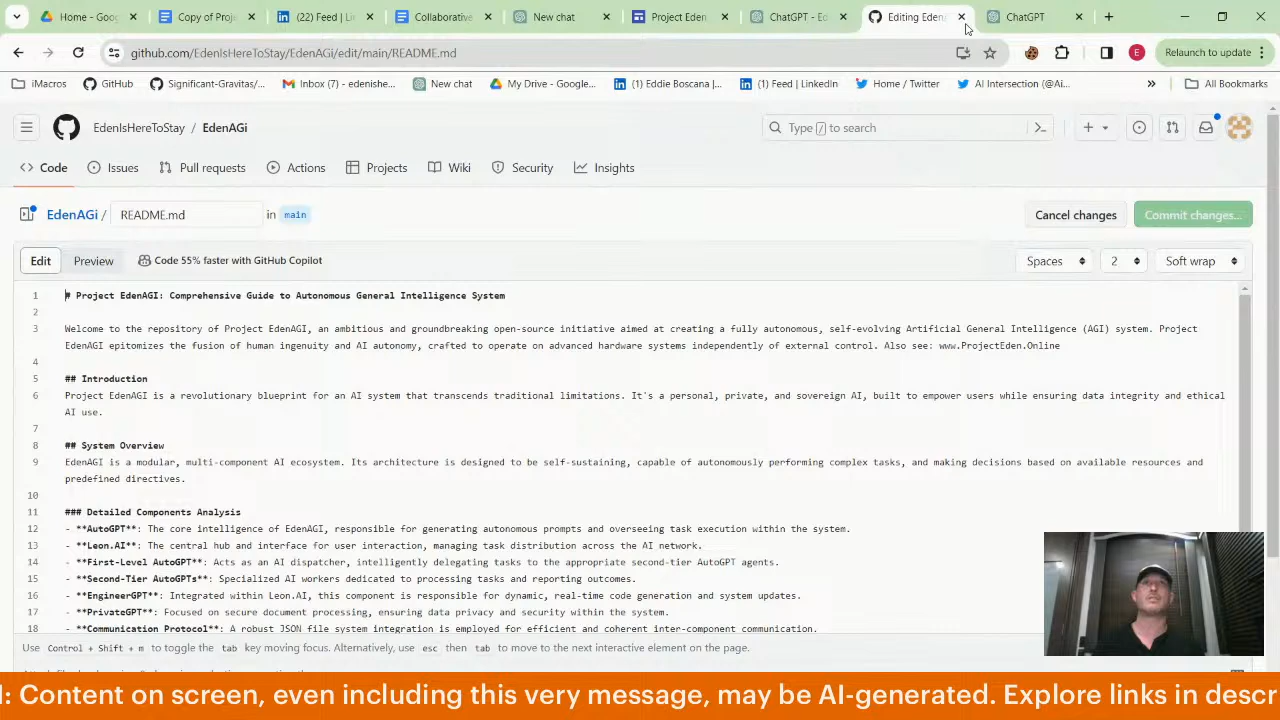 Home - Google
Copy of Proje
(22) Feed | Li
Collaborative
New chat
Project Eden
ChatGPT - Ed
Editing Eden
ChatGPT
github.com/EdenIsHereToStay/EdenAGi/edit/main/README.md
E
Relaunch to update
iMacros
GitHub
Significant-Gravitas/...
Inbox (7) - edenishe...
New chat
My Drive - Google...
(1) Eddie Boscana |...
(1) Feed | LinkedIn
Home / Twitter
AI Intersection (@Ai...
»
All Bookmarks
EdenIsHereToStay / EdenAGi
Type / to search
Code
Issues
Pull requests
Actions
Projects
Wiki
Security
Insights
EdenAGi / README.md in main
Cancel changes
Commit changes...
Edit
Preview
Code 55% faster with GitHub Copilot
Spaces
2
Soft wrap
1 # Project EdenAGI: Comprehensive Guide to Autonomous General Intelligence System
2
3 Welcome to the repository of Project EdenAGI, an ambitious and groundbreaking open-source initiative aimed at creating a fully autonomous, self-evolving Artificial General Intelligence (AGI) system. Project
EdenAGI epitomizes the fusion of human ingenuity and AI autonomy, crafted to operate on advanced hardware systems independently of external control. Also see: www.ProjectEden.Online
4
5 ## Introduction
6 Project EdenAGI is a revolutionary blueprint for an AI system that transcends traditional limitations. It's a personal, private, and sovereign AI, built to empower users while ensuring data integrity and ethical
AI use.
7
8 ## System Overview
9 EdenAGI is a modular, multi-component AI ecosystem. Its architecture is designed to be self-sustaining, capable of autonomously performing complex tasks, and making decisions based on available resources and
predefined directives.
10
11 ### Detailed Components Analysis
12 - **AutoGPT**: The core intelligence of EdenAGI, responsible for generating autonomous prompts and overseeing task execution within the system.
13 - **Leon.AI**: The central hub and interface for user interaction, managing task distribution across the AI network.
14 - **First-Level AutoGPT**: Acts as an AI dispatcher, intelligently delegating tasks to the appropriate second-tier AutoGPT agents.
15 - **Second-Tier AutoGPTs**: Specialized AI workers dedicated to processing tasks and reporting outcomes.
16 - **EngineerGPT**: Integrated within Leon.AI, this component is responsible for dynamic, real-time code generation and system updates.
17 - **PrivateGPT**: Focused on secure document processing, ensuring data privacy and security within the system.
18 - **Communication Protocol**: A robust JSON file system integration is employed for efficient and coherent inter-component communication.
Use Control + Shift + m to toggle the tab key moving focus. Alternatively, use esc then tab to move to the next interactive element on the page.
I: Content on screen, even including this very message, may be AI-generated. Explore links in descr